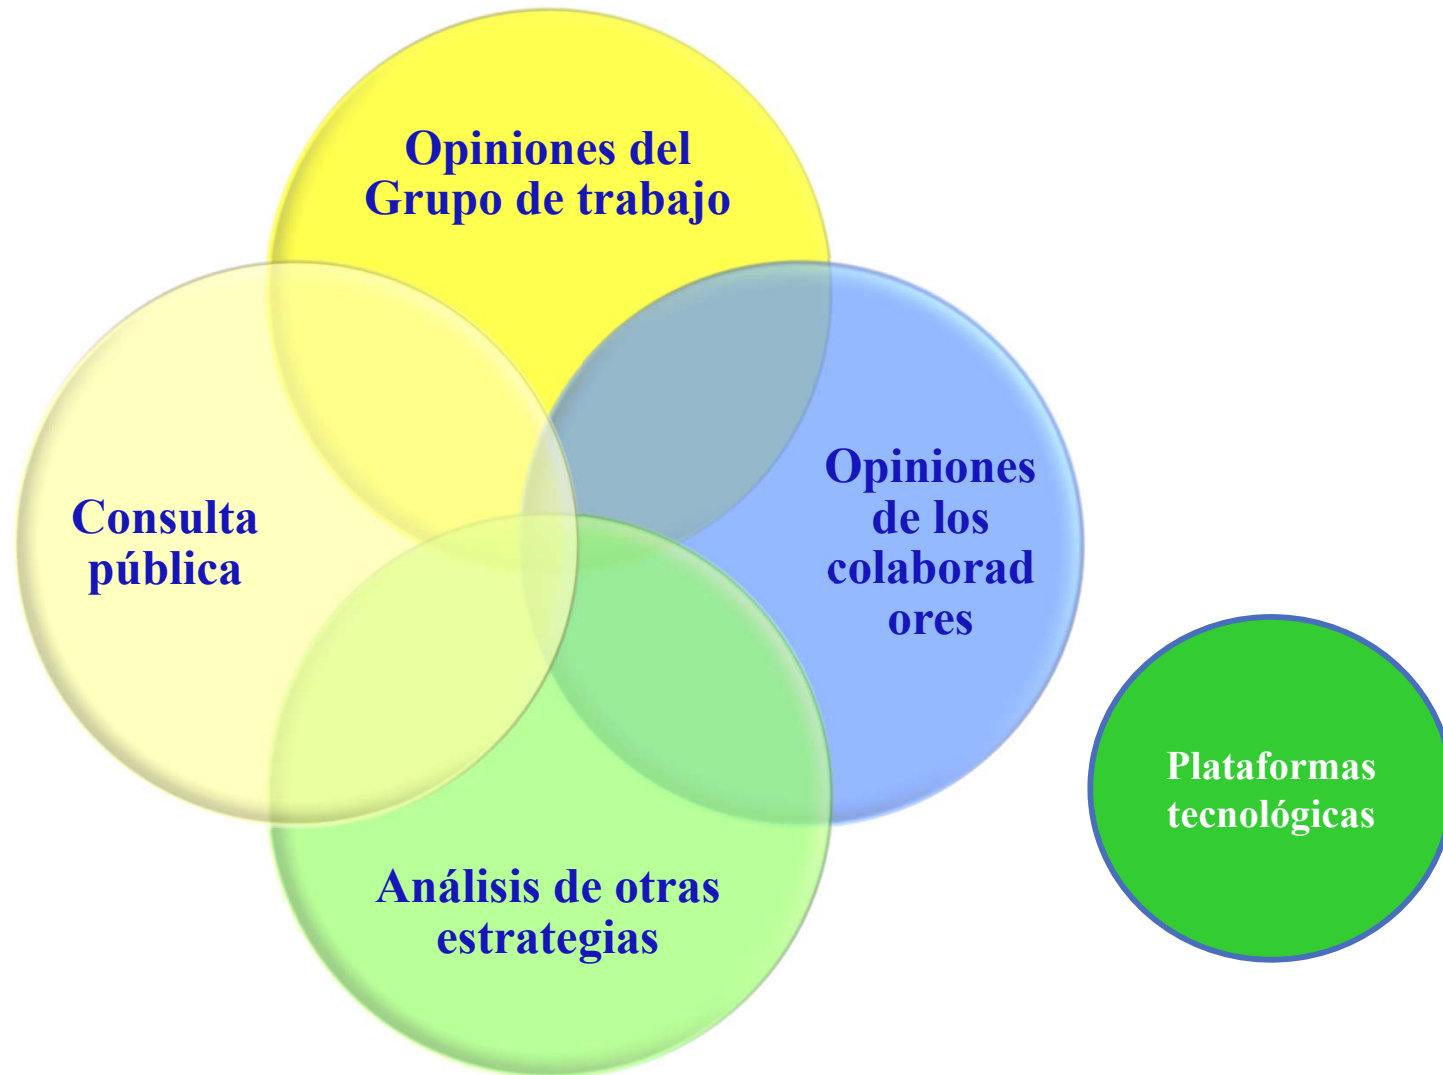 Opiniones del
Grupo de trabajo
Consulta
pública
Opiniones
de los
colaborad
ores
Análisis de otras
estrategias
Plataformas
tecnológicas